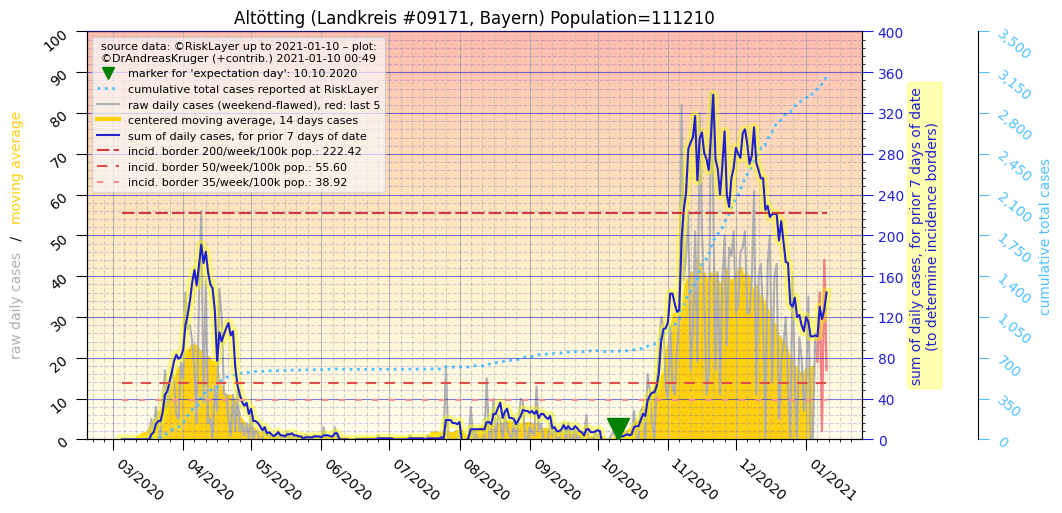 Altötting (Landkreis #09171, Bayern) Population=111210
source data: ©RiskLayer up to 2021-01-10 – plot:
©DrAndreasKruger (+contrib.) 2021-01-10 00:49
marker for 'expectation day': 10.10.2020
cumulative total cases reported at RiskLayer
raw daily cases (weekend-flawed), red: last 5
centered moving average, 14 days cases
sum of daily cases, for prior 7 days of date
incid. border 200/week/100k pop.: 222.42
incid. border 50/week/100k pop.: 55.60
incid. border 35/week/100k pop.: 38.92
raw daily cases / moving average
100
90
80
70
60
50
40
30
20
10
0
03/2020
04/2020
05/2020
06/2020
07/2020
08/2020
09/2020
10/2020
11/2020
12/2020
01/2021
400
360
320
280
240
200
160
120
80
40
0
sum of daily cases, for prior 7 days of date
(to determine incidence borders)
3,500
3,150
2,800
2,450
2,100
1,750
1,400
1,050
700
350
0
cumulative total cases